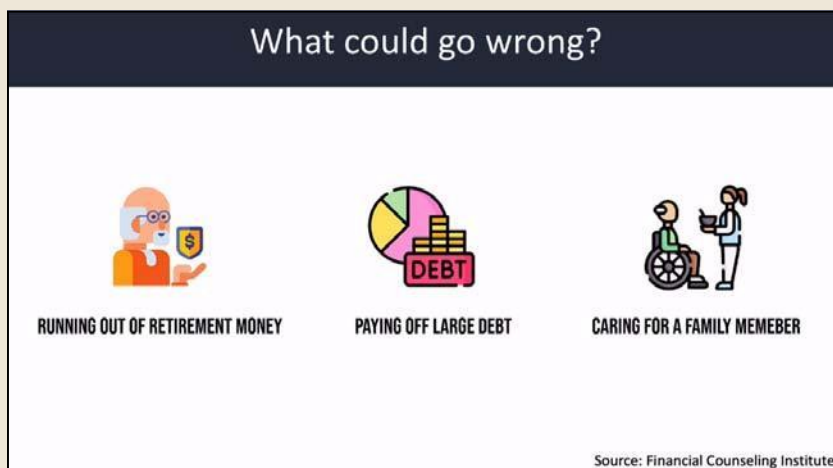 What could go wrong?
$
DEBT
RUNNING OUT OF RETIREMENT MONEY
PAYING OFF LARGE DEBT
CARING FOR A FAMILY MEMEBER
Source: Financial Counseling Institute